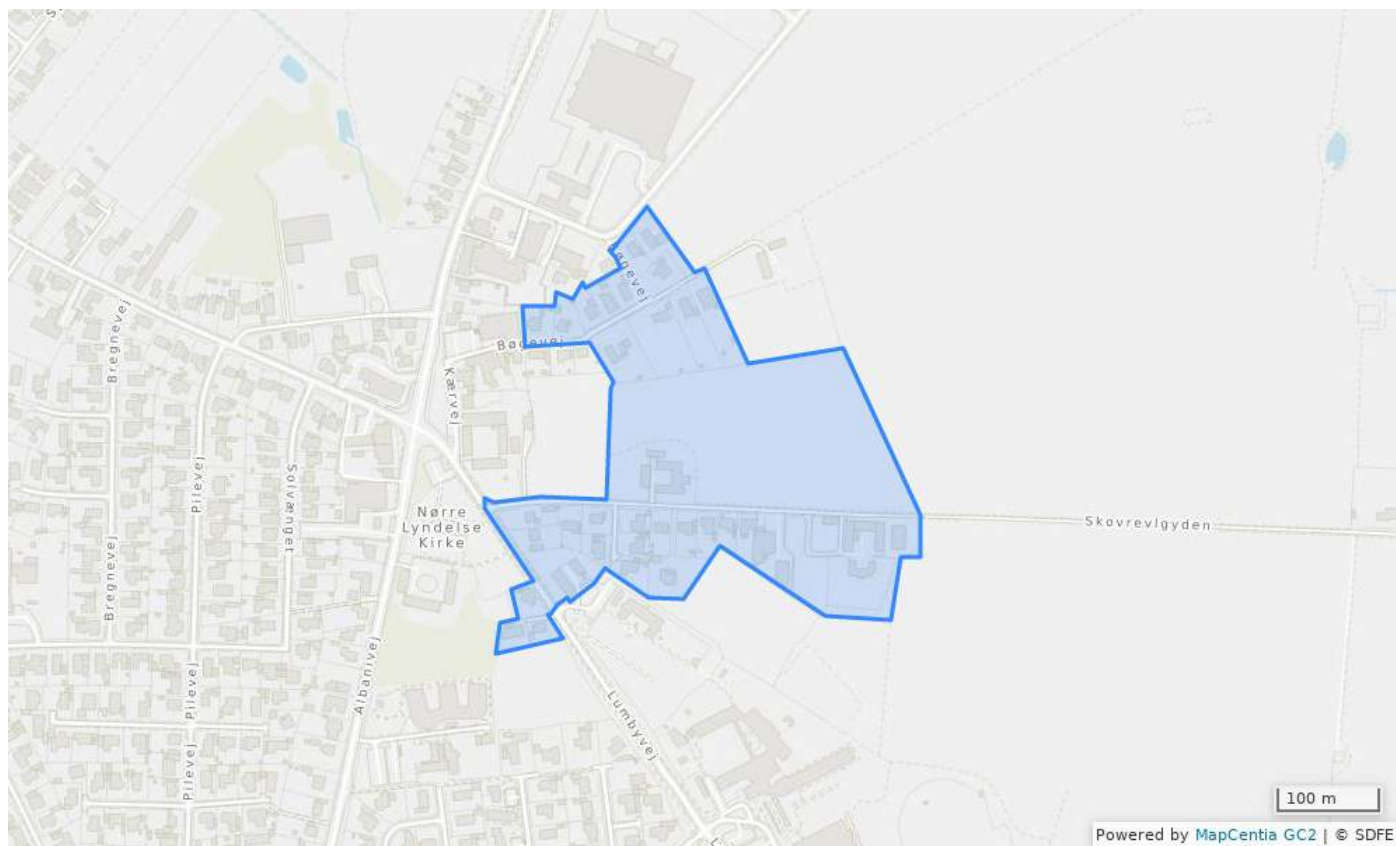 Bøgevej
Bøgevej
Bregnevej
Kærvej
Pilevej
Solvænget
Nørre
Lyndelse
Kirke
Skovrevlgyden
Bregnevej
Albanivej
Pilevej
Lumbyvej
Pilevej
100 m
Powered by MapCentia GC2 | © SDFE